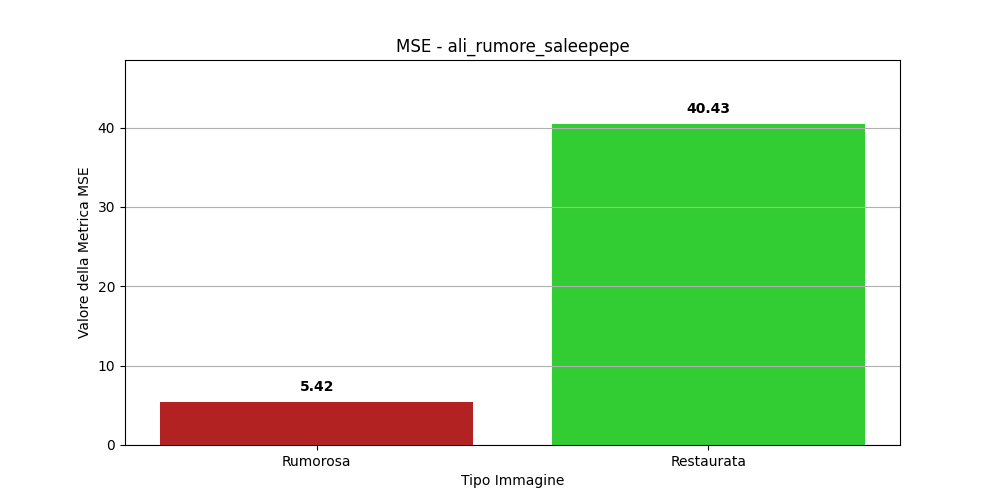 MSE - ali_rumore_saleepepe
Valore della Metrica MSE
40
30
20
10
0
5.42
40.43
Rumorosa
Restaurata
Tipo Immagine